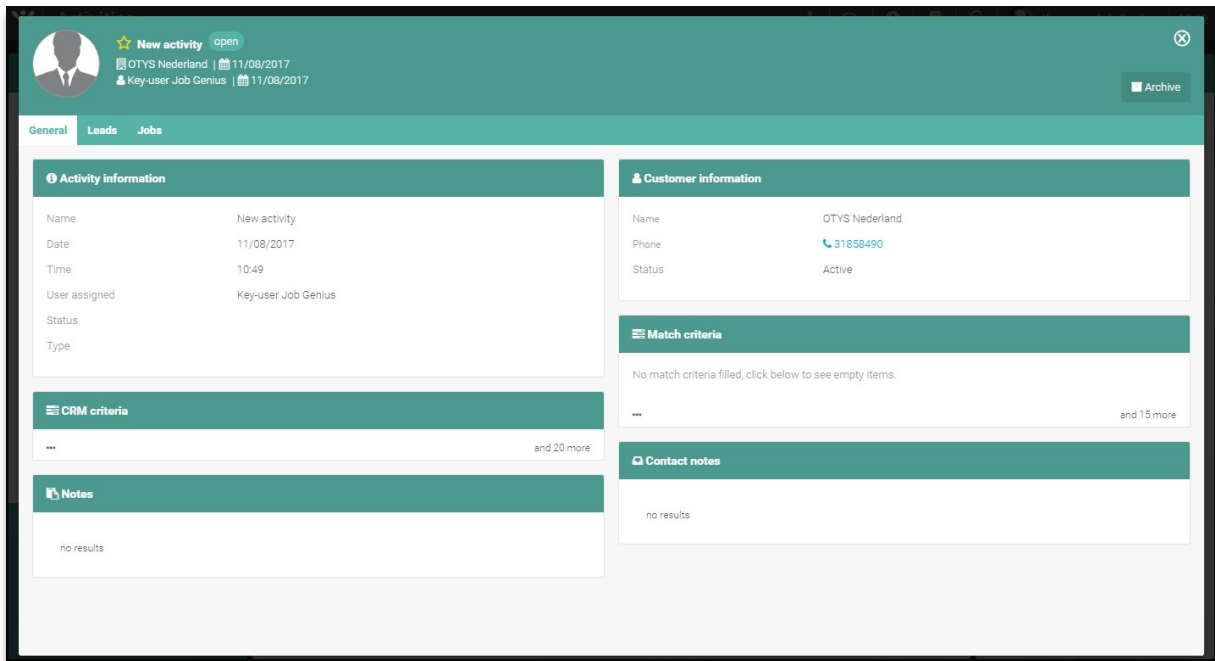 New activity open
OTYS Nederland | 11/08/2017
Key-user Job Genius | 11/08/2017
Archive
General Leads Jobs
Activity information
Name New activity
Date 11/08/2017
Time 10:49
User assigned Key-user Job Genius
Status
Type
CRM criteria
... and 20 more
Notes
no results
Customer information
Name OTYS Nederland
Phone 31858490
Status Active
Match criteria
No match criteria filled, click below to see empty items.
... and 15 more
Contact notes
no results